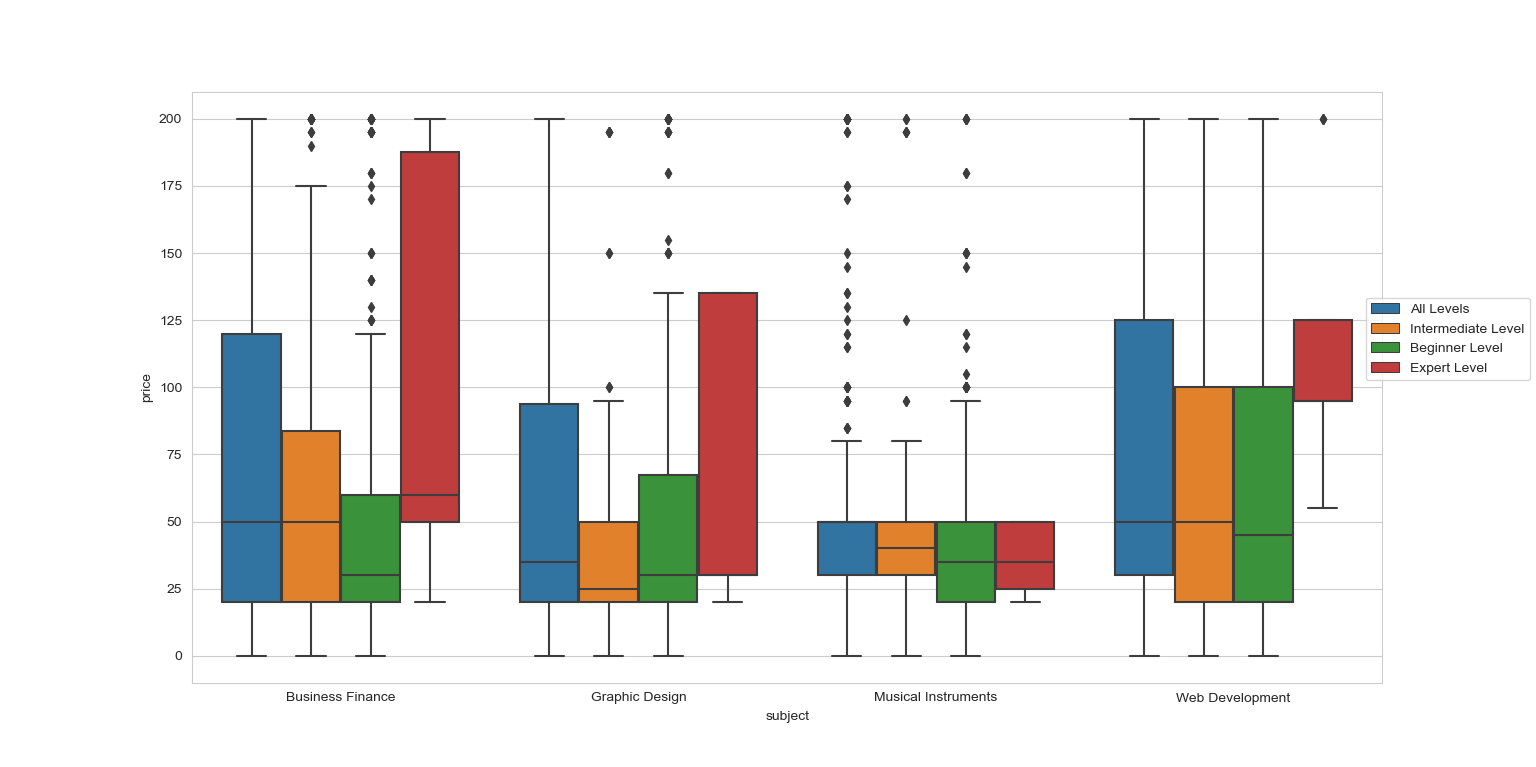 200
175
150
125
100
75
50
25
0
price
Business Finance
Graphic Design
Musical Instruments
Web Development
subject
All Levels
Intermediate Level
Beginner Level
Expert Level